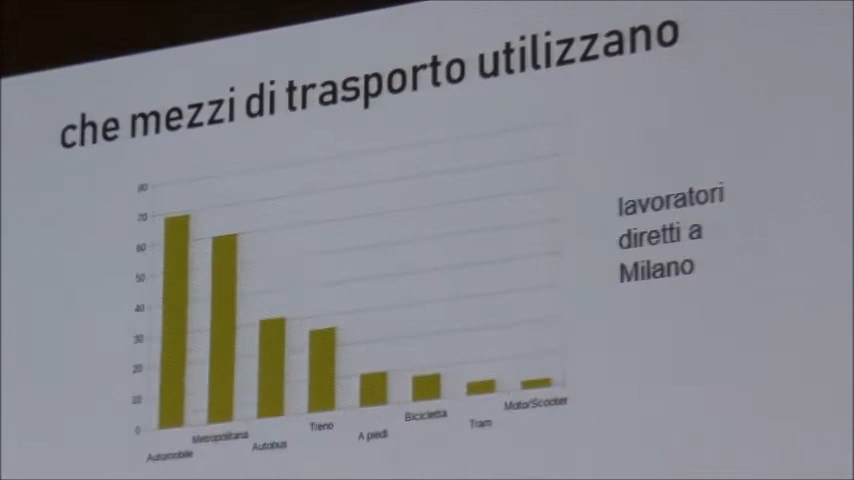 che mezzi di trasporto utilizzano
lavoratori
diretti a
Milano
80
70
60
50
40
30
20
10
0
Automobile
Metropolitana
Autobus
Treno
A piedi
Bicicletta
Tram
Moto/Scooter